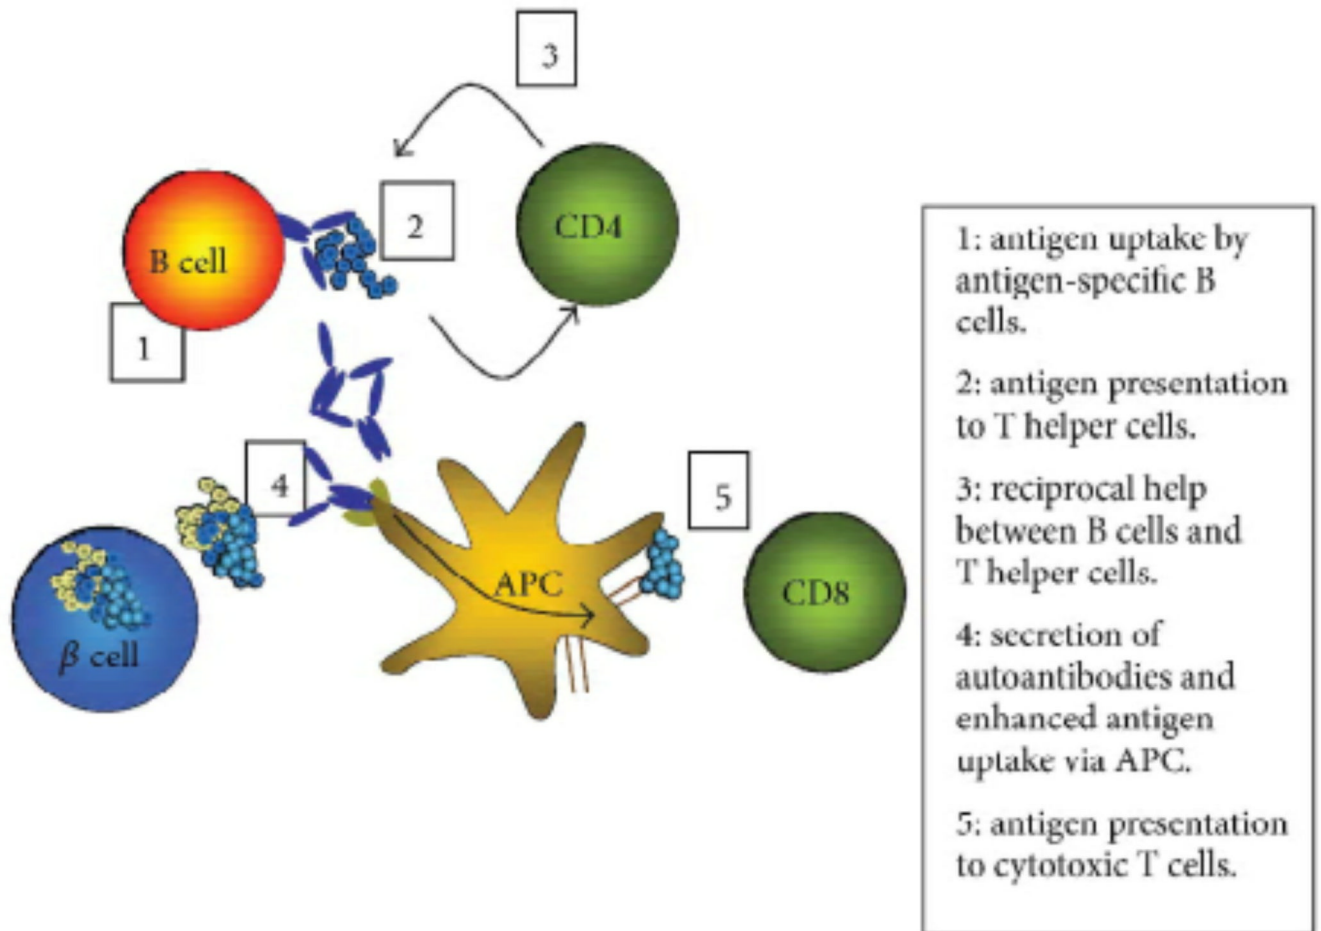 3
B cell
2
CD4
1
4
5
β cell
APC
CD8
1: antigen uptake by
antigen-specific B
cells.
2: antigen presentation
to T helper cells.
3: reciprocal help
between B cells and
T helper cells.
4: secretion of
autoantibodies and
enhanced antigen
uptake via APC.
5: antigen presentation
to cytotoxic T cells.